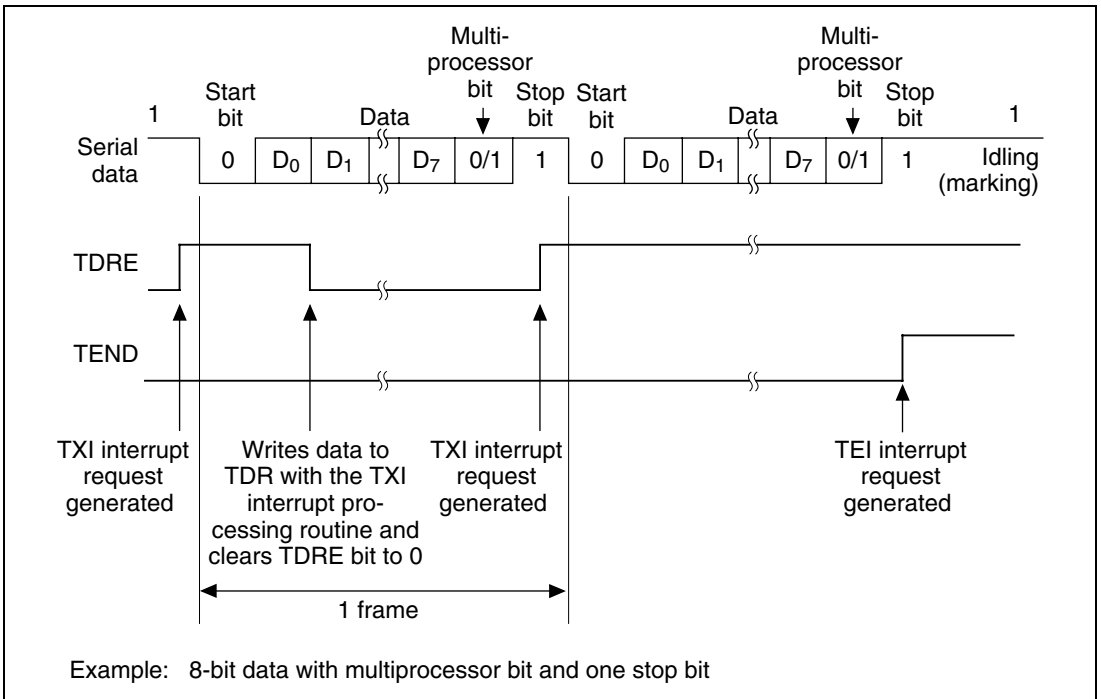 Multi-
processor
bit
Multi-
processor
bit
1
Start
bit
Data
Stop
bit
Start
bit
Data
Stop
bit
1
Serial
data
0
D0
D1
D7
0/1
1
0
D0
D1
D7
0/1
1
Idling
(marking)
TDRE
TEND
TXI interrupt
request
generated
Writes data to
TDR with the TXI
interrupt pro-
cessing routine and
clears TDRE bit to 0
TXI interrupt
request
generated
TEI interrupt
request
generated
1 frame
Example: 8-bit data with multiprocessor bit and one stop bit